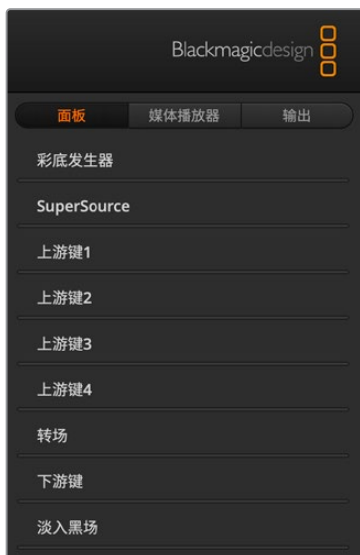 Blackmagicdesign
面板 媒体播放器 输出
彩底发生器
SuperSource
上游键1
上游键2
上游键3
上游键4
转场
下游键
淡入黑场